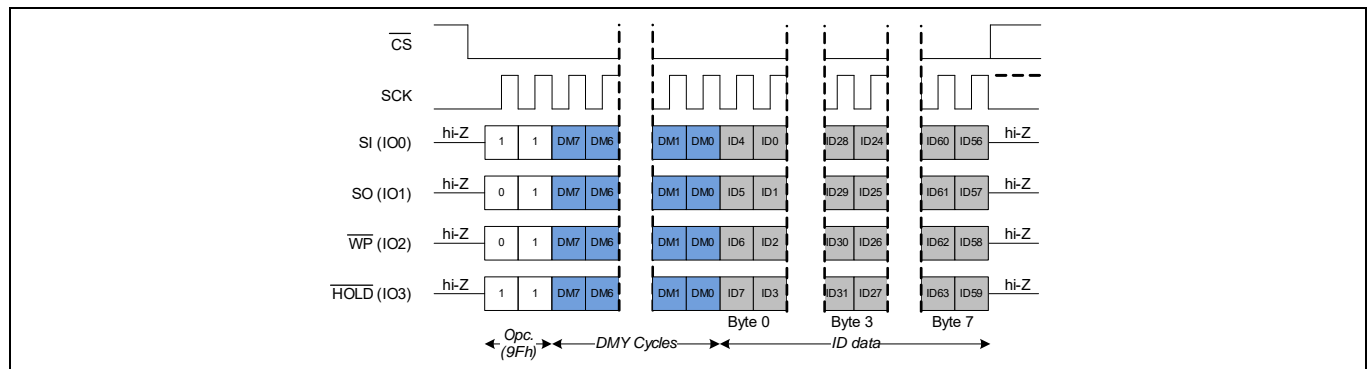 CS
SCK
SI (IO0) hi-Z 1 1 DM7 DM6 DM1 DM0 ID4 ID0 ID28 ID24 ID60 ID56 hi-Z
SO (IO1) hi-Z 0 1 DM7 DM6 DM1 DM0 ID5 ID1 ID29 ID25 ID61 ID57 hi-Z
WP (IO2) hi-Z 0 1 DM7 DM6 DM1 DM0 ID6 ID2 ID30 ID26 ID62 ID58 hi-Z
HOLD (IO3) hi-Z 1 1 DM7 DM6 DM1 DM0 ID7 ID3 ID31 ID27 ID63 ID59 hi-Z
Byte 0 Byte 3 Byte 7
Opc. DMY Cycles ID data
(9Fh)